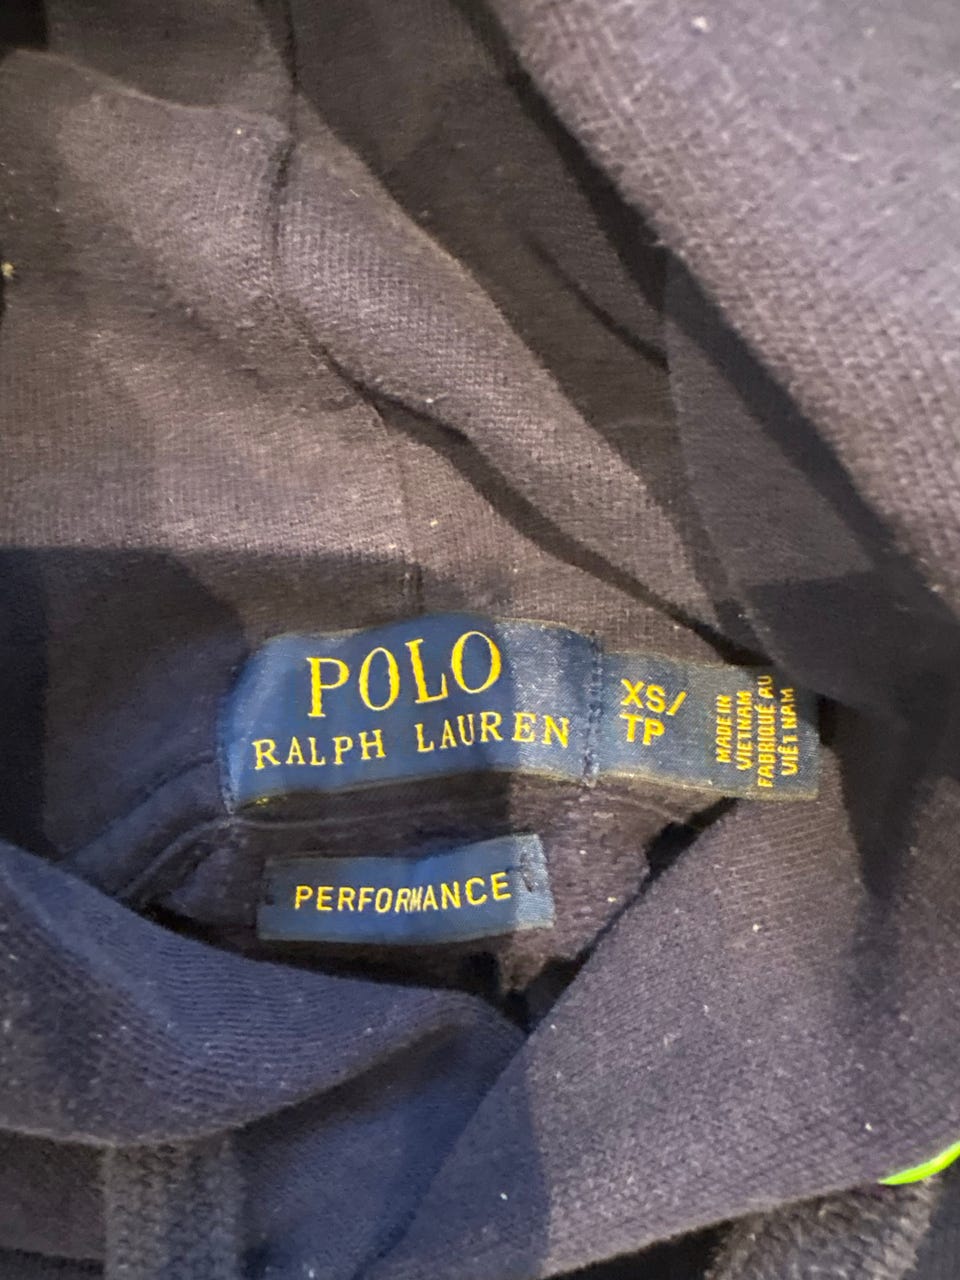 POLO
RALPH LAUREN
XS/
TP
MADE IN
VIETNAM
FABRIQUÉ AU
VIÊT NAM
PERFORMANCE